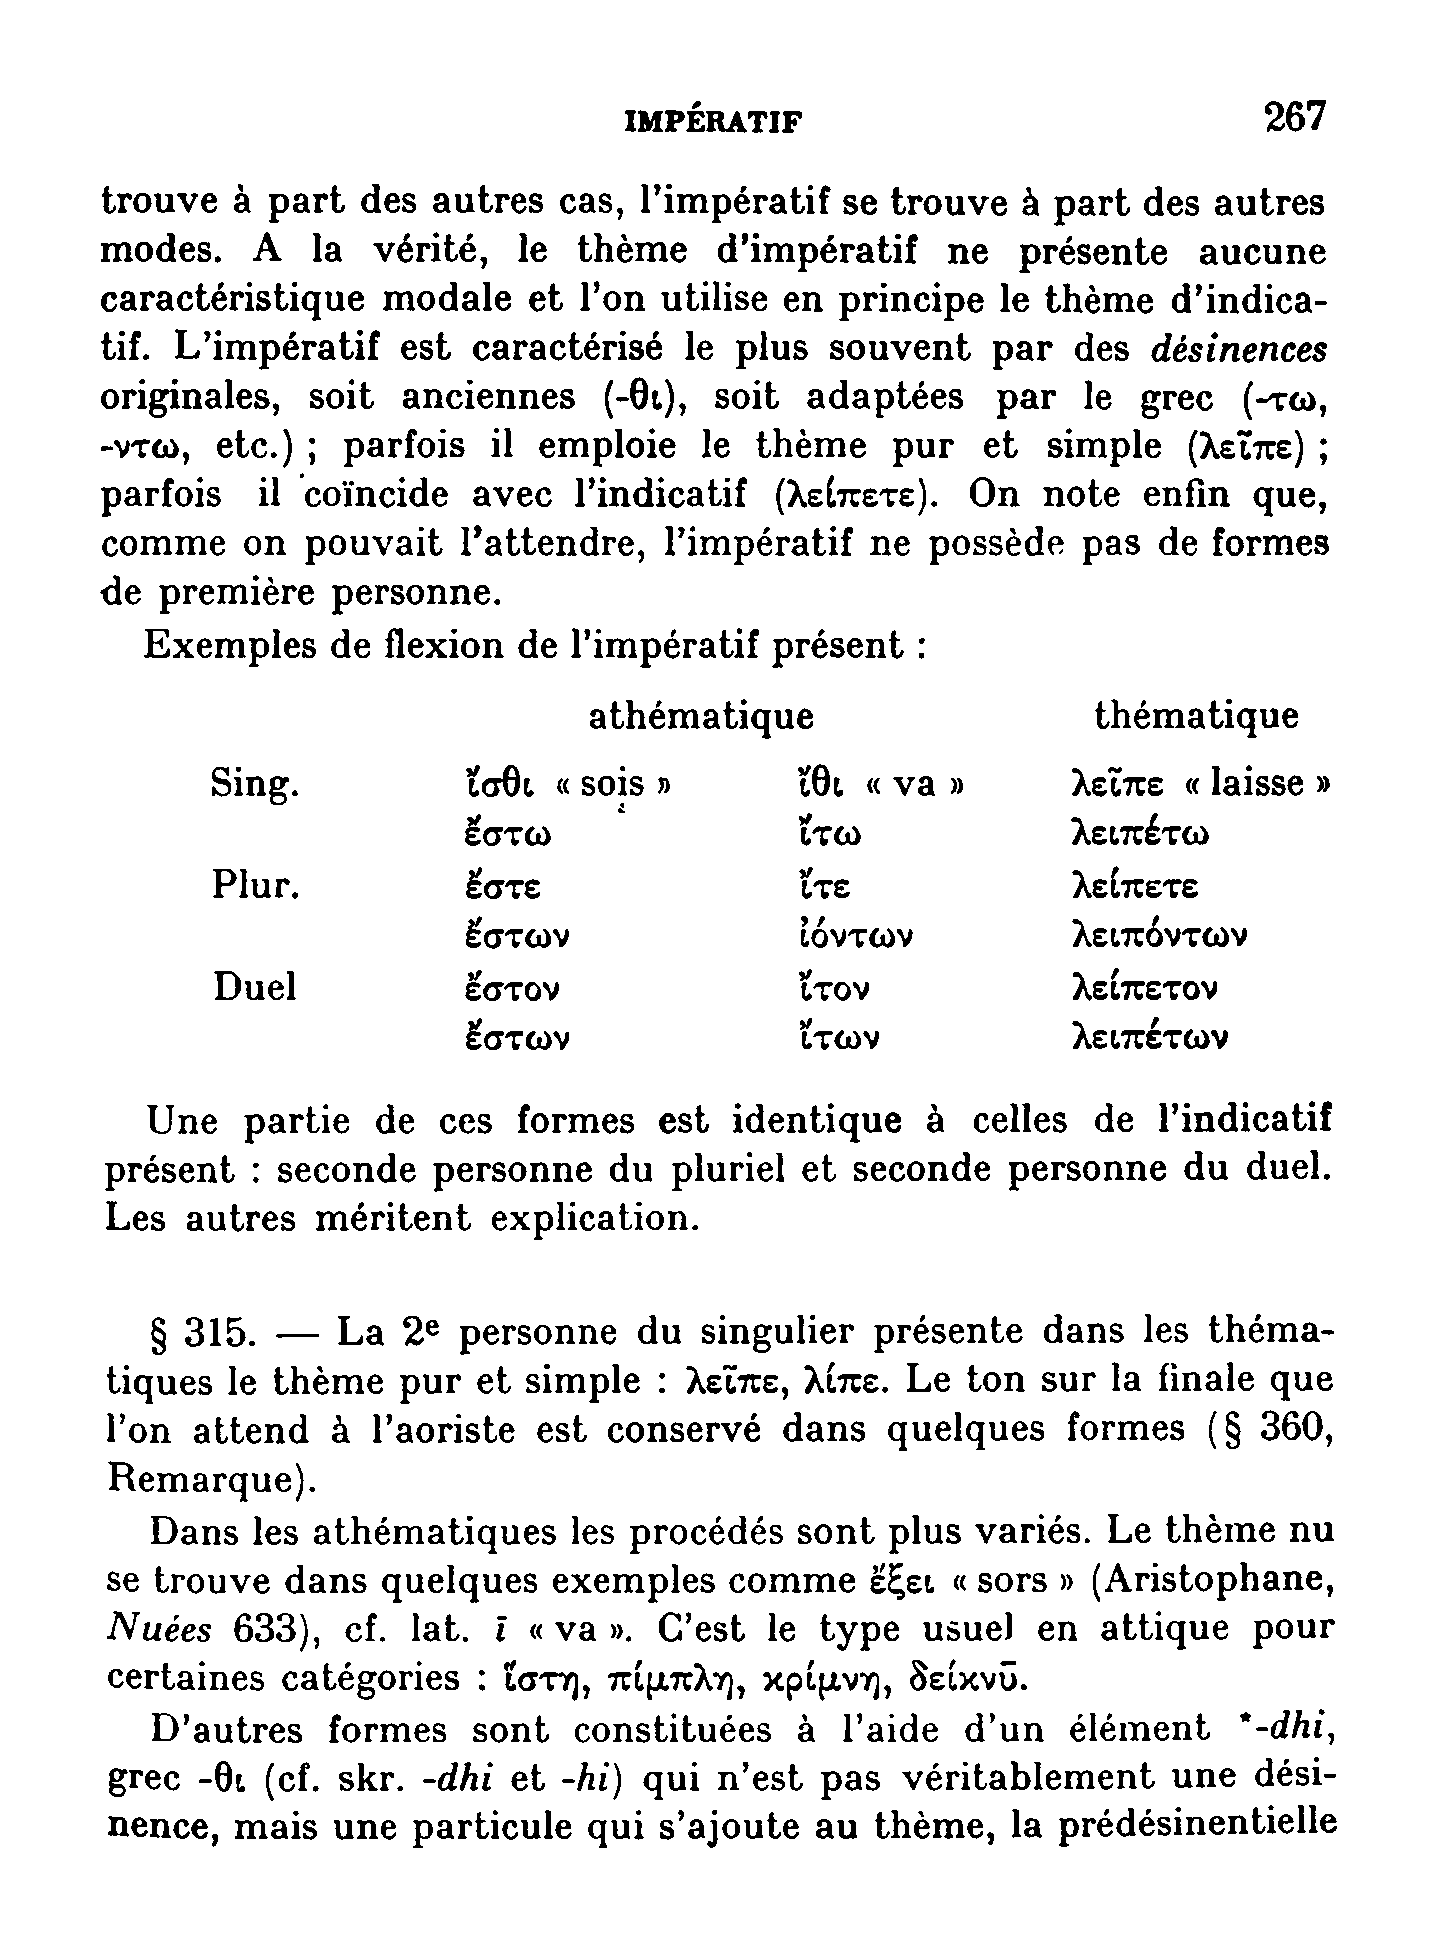 IMPÉRATIF 267
trouve à part des autres cas, l'impératif se trouve à part des autres
modes. A la vérité, le thème d'impératif ne présente aucune
caractéristique modale et l'on utilise en principe le thème d'indica-
tif. L'impératif est caractérisé le plus souvent par des désinences
originales, soit anciennes (-θι), soit adaptées par le grec (-τω,
-ντω, etc.) ; parfois il emploie le thème pur et simple (λεῖπε) ;
parfois il coïncide avec l'indicatif (λείπετε). On note enfin que,
comme on pouvait l'attendre, l'impératif ne possède pas de formes
de première personne.
Exemples de flexion de l'impératif présent :
athématique thématique
Sing. ἴσθι « sois » ἴθι « va » λεῖπε « laisse »
ἔστω ἴτω λειπέτω
Plur. ἔστε ἴτε λείπετε
ἔστων ἰόντων λειπόντων
Duel ἔστον ἴτον λείπετον
ἔστων ἴτων λειπέτων
Une partie de ces formes est identique à celles de l'indicatif
présent : seconde personne du pluriel et seconde personne du duel.
Les autres méritent explication.
§ 315. — La 2e personne du singulier présente dans les théma-
tiques le thème pur et simple : λεῖπε, λίπε. Le ton sur la finale que
l'on attend à l'aoriste est conservé dans quelques formes (§ 360,
Remarque).
Dans les athématiques les procédés sont plus variés. Le thème nu
se trouve dans quelques exemples comme ἔξει « sors » (Aristophane,
Nuées 633), cf. lat. ī « va ». C'est le type usuel en attique pour
certaines catégories : ἵστη, πίμπλη, κρίμνη, δείκνῡ.
D'autres formes sont constituées à l'aide d'un élément *-dhi,
grec -θι (cf. skr. -dhi et -hi) qui n'est pas véritablement une dési-
nence, mais une particule qui s'ajoute au thème, la prédésinentielle